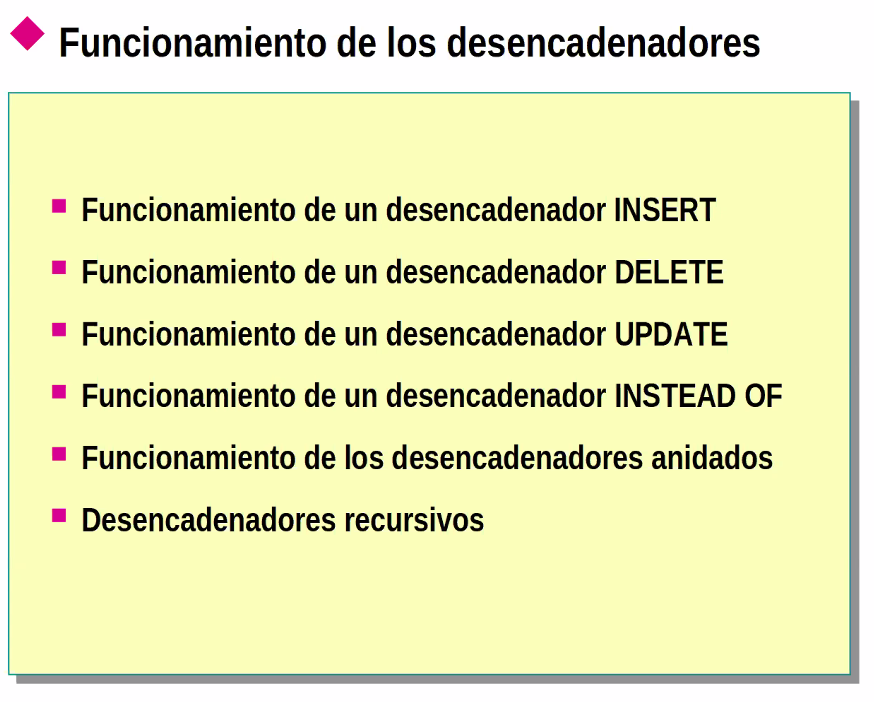 Funcionamiento de los desencadenadores
Funcionamiento de un desencadenador INSERT
Funcionamiento de un desencadenador DELETE
Funcionamiento de un desencadenador UPDATE
Funcionamiento de un desencadenador INSTEAD OF
Funcionamiento de los desencadenadores anidados
Desencadenadores recursivos